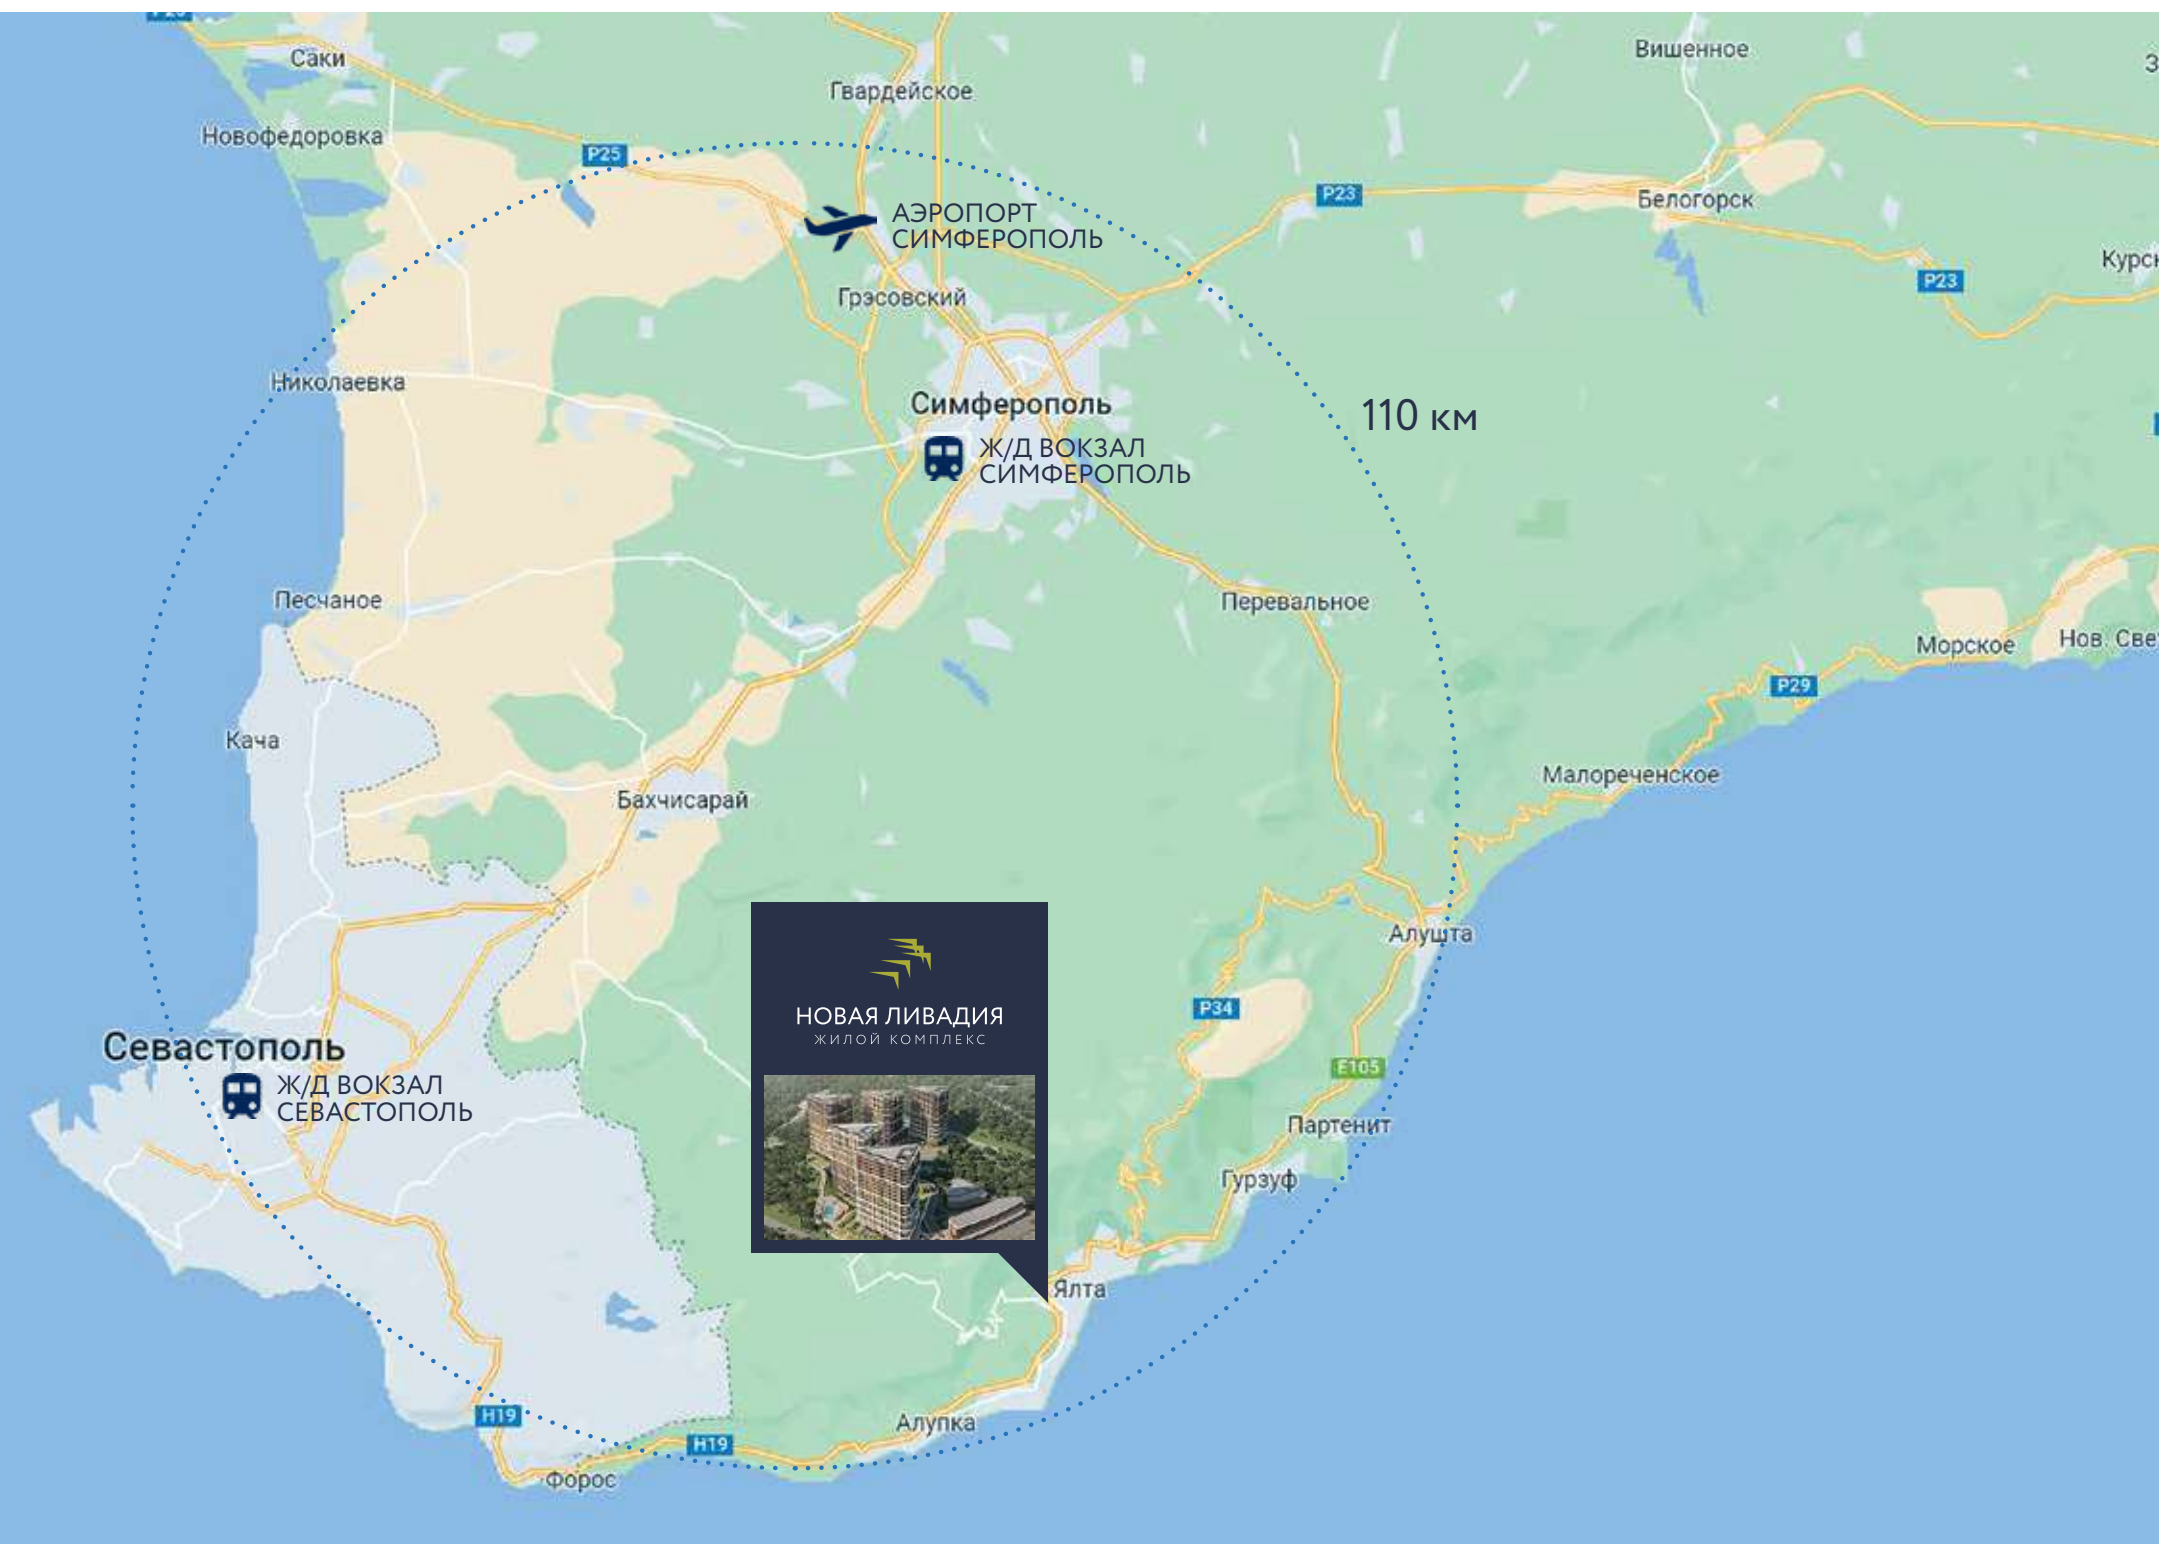 Саки
Вишенное
Гвардейское
Новофедоровка
P25
P23
Белогорск
АЭРОПОРТ
СИМФЕРОПОЛЬ
P23
Грэсовский
Николаевка
Симферополь
110 км
Ж/Д ВОКЗАЛ
СИМФЕРОПОЛЬ
Песчаное
Перевальное
Морское
Нов. Све
P29
Кача
Малореченское
Бахчисарай
Алушта
P34
НОВАЯ ЛИВАДИЯ
ЖИЛОЙ КОМПЛЕКС
Севастополь
E105
Ж/Д ВОКЗАЛ
СЕВАСТОПОЛЬ
Партенит
Гурзуф
Ялта
H19
Алупка
H19
Форос